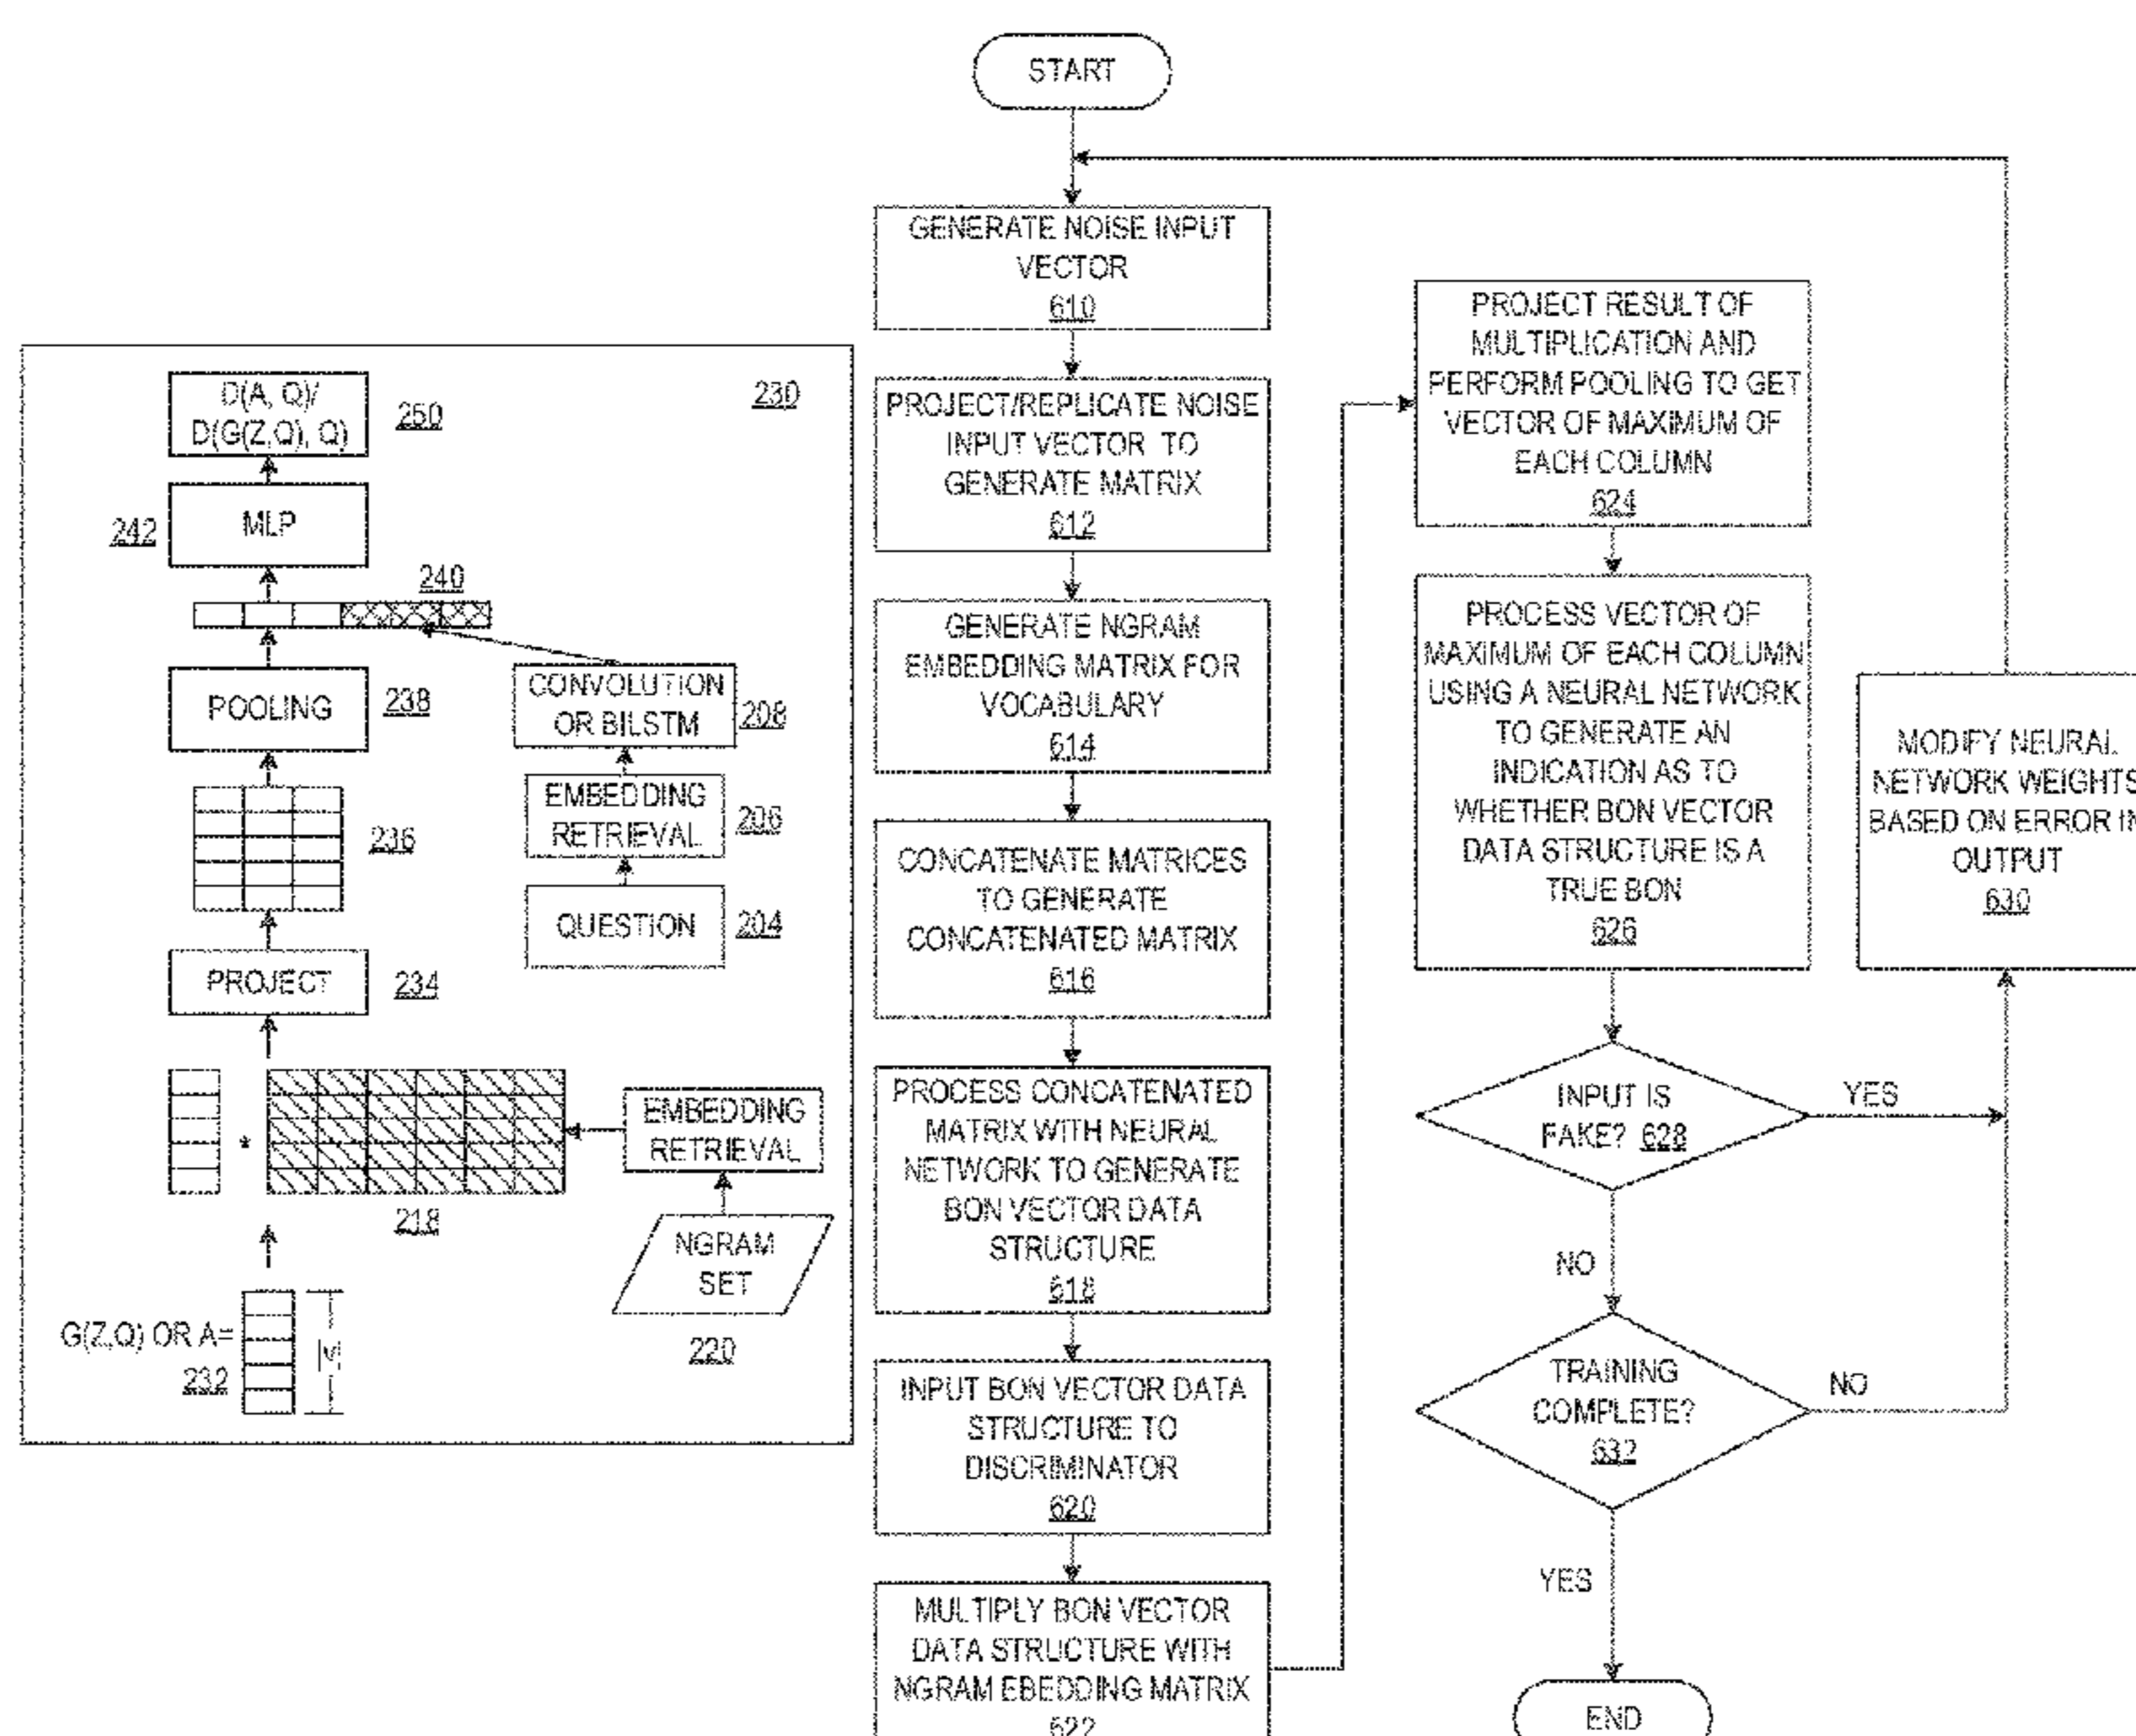 START
GENERATE NOISE INPUT
VECTOR
610
PROJECT/REPLICATE NOISE
INPUT VECTOR TO
GENERATE MATRIX
612
GENERATE NGRAM
EMBEDDING MATRIX FOR
VOCABULARY
614
CONCATENATE MATRICES
TO GENERATE
CONCATENATED MATRIX
616
PROCESS CONCATENATED
MATRIX WITH NEURAL
NETWORK TO GENERATE
BON VECTOR DATA
STRUCTURE
618
INPUT BON VECTOR DATA
STRUCTURE TO
DISCRIMINATOR
620
MULTIPLY BON VECTOR
DATA STRUCTURE WITH
NGRAM EBEDDING MATRIX
622
PROJECT RESULT OF
MULTIPLICATION AND
PERFORM POOLING TO GET
VECTOR OF MAXIMUM OF
EACH COLUMN
624
PROCESS VECTOR OF
MAXIMUM OF EACH COLUMN
USING A NEURAL NETWORK
TO GENERATE AN
INDICATION AS TO
WHETHER BON VECTOR
DATA STRUCTURE IS A
TRUE BON
626
INPUT IS
FAKE? 628
YES
NO
TRAINING
COMPLETE?
632
NO
YES
END
MODIFY NEURAL
NETWORK WEIGHTS
BASED ON ERROR IN
OUTPUT
630
230
D(A, Q)/
D(G(Z,Q), Q)
250
MLP
242
240
POOLING
238
CONVOLUTION
OR BILSTM
208
236
EMBEDDING
RETRIEVAL
206
QUESTION
204
PROJECT
234
*
218
EMBEDDING
RETRIEVAL
NGRAM
SET
220
G(Z,Q) OR A=
232
|V|